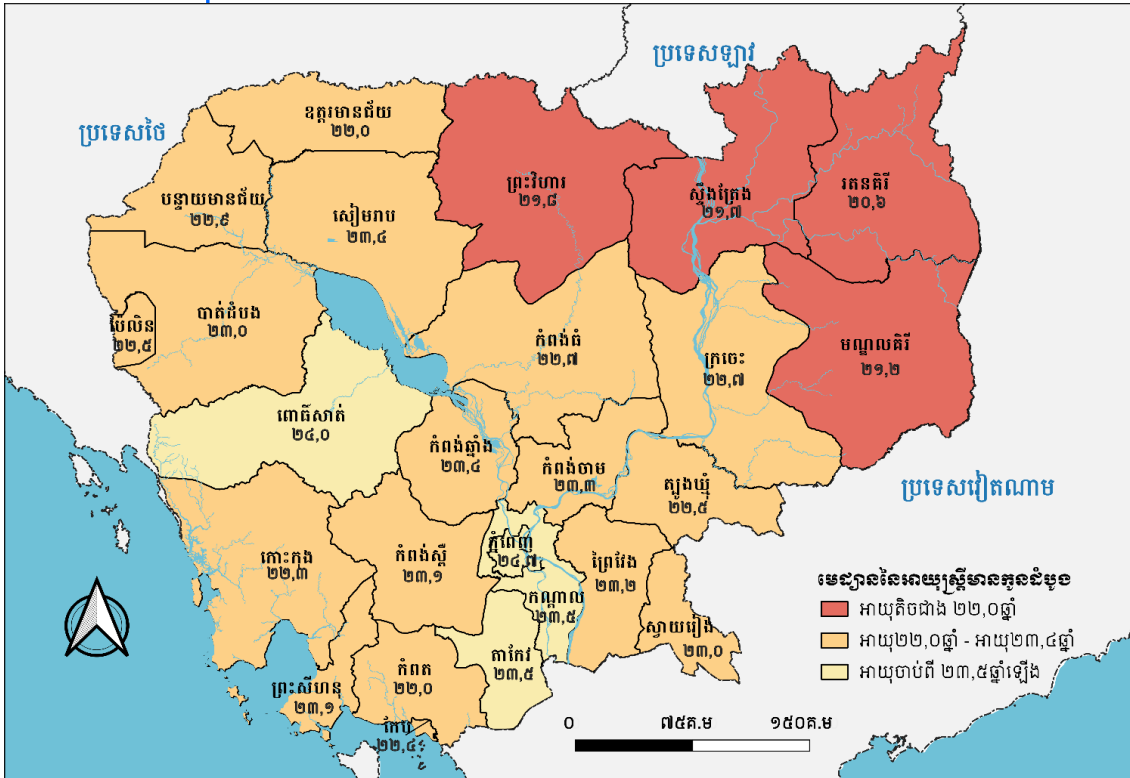 ប្រទេសឡាវ
ប្រទេសថៃ
ឧត្តរមានជ័យ
២២,០
ព្រះវិហារ
២១,៨
ស្ទឹងត្រែង
២១,៧
រតនគិរី
២០,៦
បន្ទាយមានជ័យ
២២,៩
សៀមរាប
២៣,៤
បាត់ដំបង
២៣,០
ប៉ៃលិន
២២,៥
កំពង់ធំ
២២,៧
ក្រចេះ
២២,៧
មណ្ឌលគិរី
២១,២
ពោធិ៍សាត់
២៤,០
កំពង់ឆ្នាំង
២៣,៤
កំពង់ចាម
២៣,៣
ត្បូងឃ្មុំ
២២,៥
ប្រទេសវៀតណាម
កោះកុង
២២,៣
កំពង់ស្ពឺ
២៣,១
ភ្នំពេញ
២៤,៧
ព្រៃវែង
២៣,២
កណ្ដាល
២៣,៥
ស្វាយរៀង
២៣,០
តាកែវ
២៣,៥
កំពត
២២,០
ព្រះសីហនុ
២៣,១
កែប
២២,៤
មេដ្យាននៃអាយុស្ត្រីមានកូនដំបូង
អាយុតិចជាង ២២,០ឆ្នាំ
អាយុ២២,០ឆ្នាំ - អាយុ២៣,៤ឆ្នាំ
អាយុចាប់ពី ២៣,៥ឆ្នាំឡើង
០ ៧៥គ.ម ១៥០គ.ម